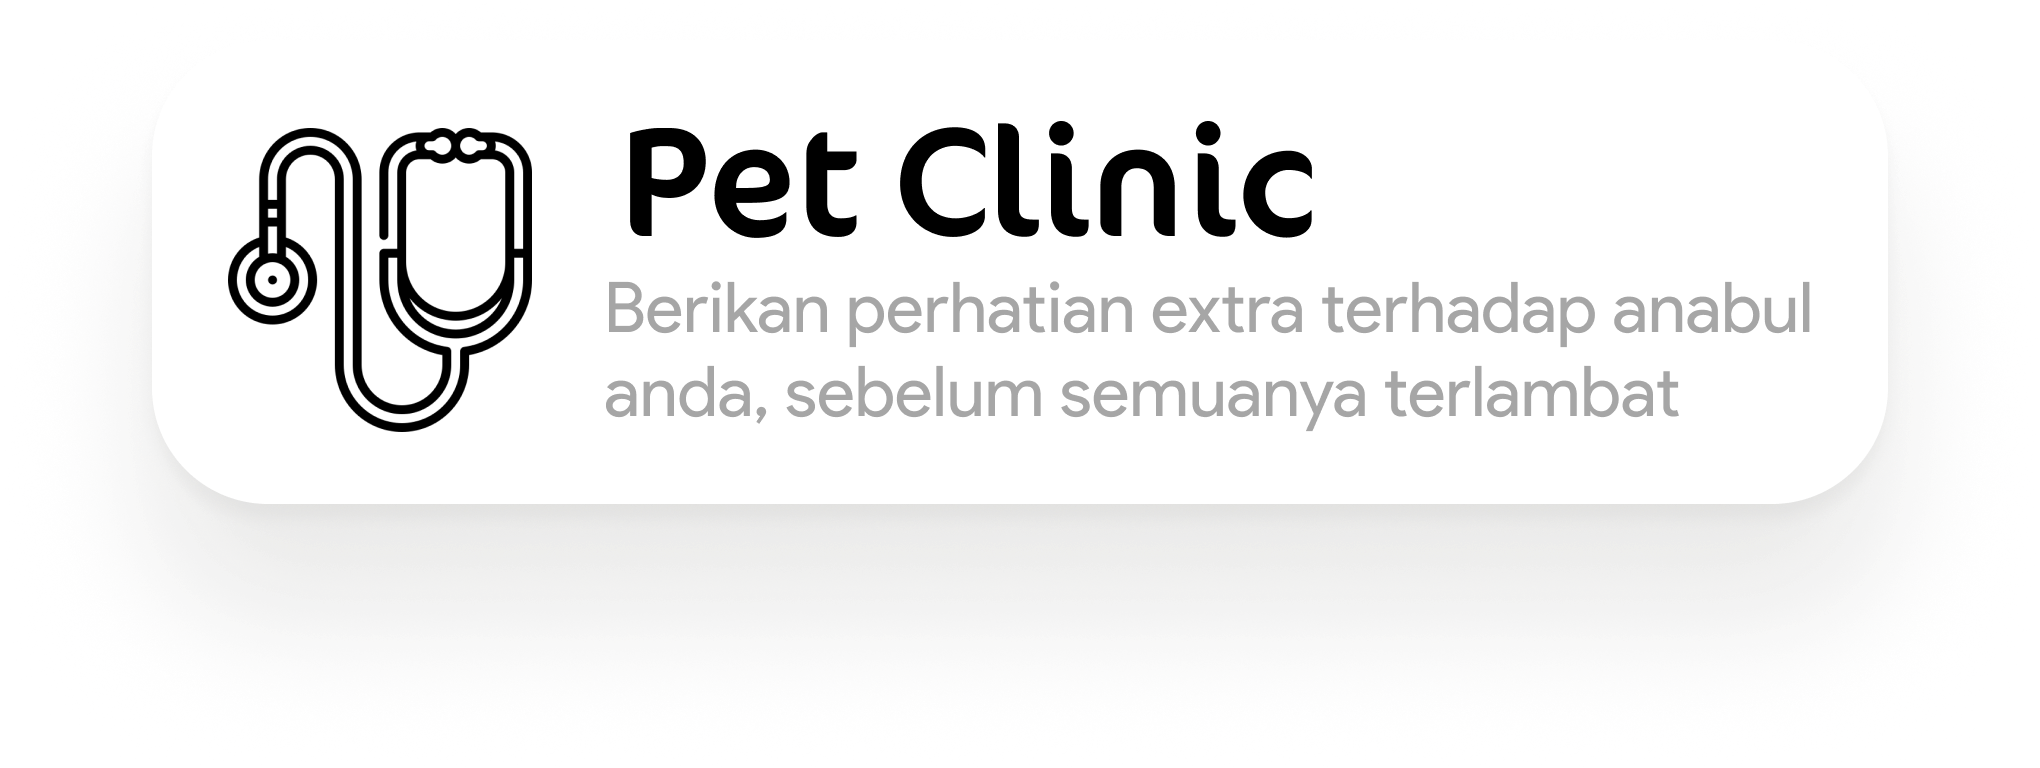 Pet Clinic
Berikan perhatian extra terhadap anabul
anda, sebelum semuanya terlambat